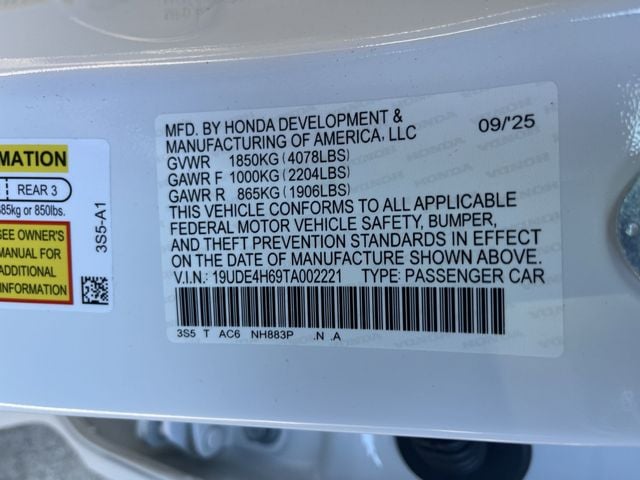 MFD. BY HONDA DEVELOPMENT &
MANUFACTURING OF AMERICA, LLC 09/'25
GVWR 1850KG (4078LBS)
GAWR F 1000KG (2204LBS)
GAWR R 865KG (1906LBS)
THIS VEHICLE CONFORMS TO ALL APPLICABLE
FEDERAL MOTOR VEHICLE SAFETY, BUMPER,
AND THEFT PREVENTION STANDARDS IN EFFECT
ON THE DATE OF MANUFACTURE SHOWN ABOVE.
V.I.N.: 19UDE4H69TA002221 TYPE: PASSENGER CAR
3S5 T AC6 NH883P .N .A
MATION
REAR 3
85kg or 850lbs.
SEE OWNER'S
MANUAL FOR
ADDITIONAL
INFORMATION
3S5-A1